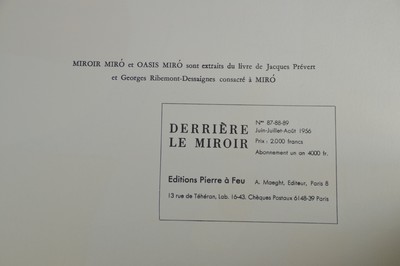 MIROIR MIRÓ et OASIS MIRÓ sont extraits du livre de Jacques Prévert
et Georges Ribemont-Dessaignes consacré à MIRÓ
DERRIÈRE
LE MIROIR
Nos 87-88-89
Juin-Juillet-Août 1956
Prix : 2.000 francs
Abonnement un an 4000 fr.
Editions Pierre à Feu
A. Maeght, Editeur, Paris 8
13 rue de Téhéran, Lab. 16-43. Chèques Postaux 6148-39 Paris